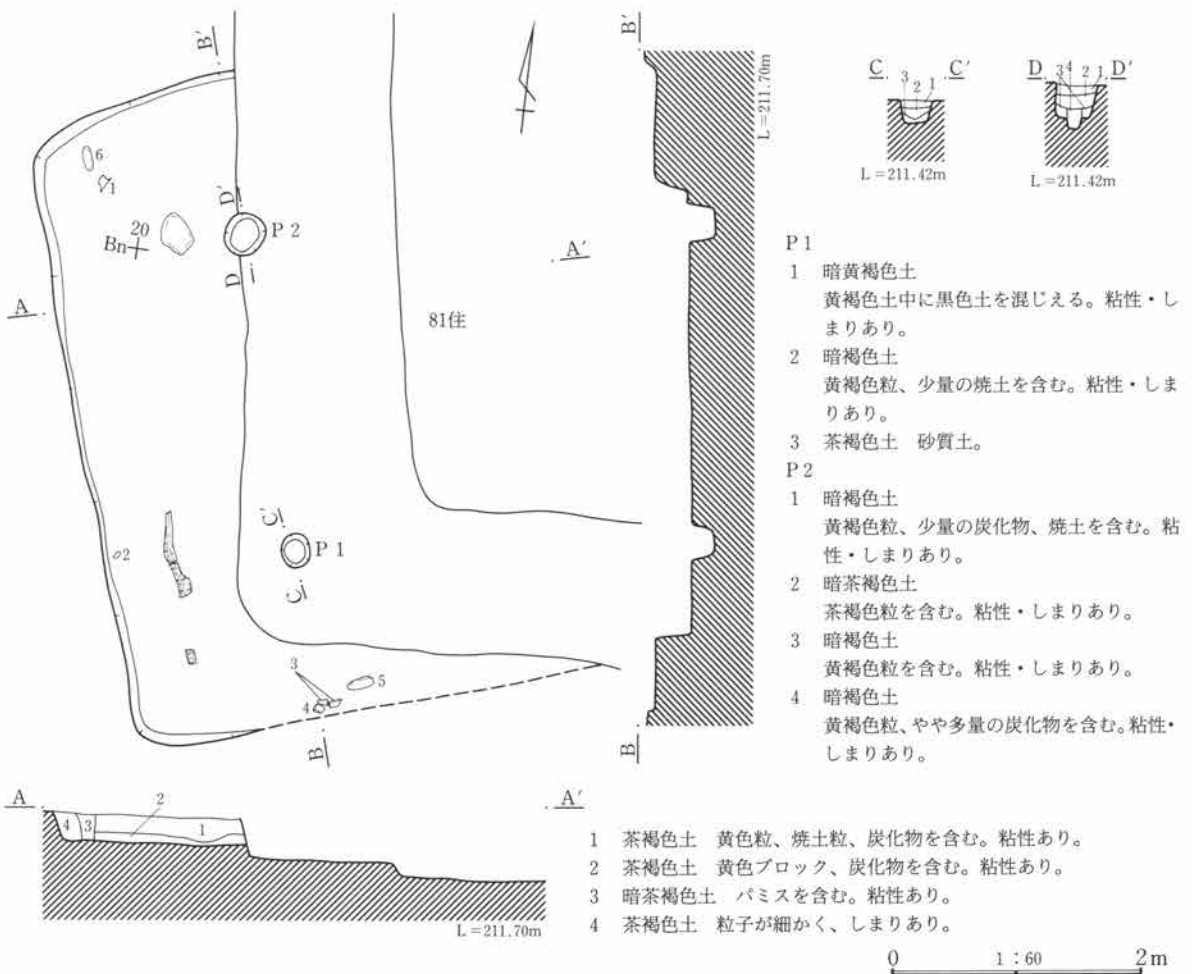 B'
B'
L=211.70m
C
3
2
1
C'
D
3 4
2 1
D'
L=211.42m
L=211.42m
6
1
20
Bn
D'
P 2
D
A'
A
81住
2
C'
P 1
C
3
5
4
B
B
P 1
1 暗黄褐色土
黄褐色土中に黒色土を混じえる。粘性・し
まりあり。
2 暗褐色土
黄褐色粒、少量の焼土を含む。粘性・しま
りあり。
3 茶褐色土 砂質土。
P 2
1 暗褐色土
黄褐色粒、少量の炭化物、焼土を含む。粘
性・しまりあり。
2 暗茶褐色土
茶褐色粒を含む。粘性・しまりあり。
3 暗褐色土
黄褐色粒を含む。粘性・しまりあり。
4 暗褐色土
黄褐色粒、やや多量の炭化物を含む。粘性・
しまりあり。
A
2
A'
4
3
1
L=211.70m
1 茶褐色土 黄色粒、焼土粒、炭化物を含む。粘性あり。
2 茶褐色土 黄色ブロック、炭化物を含む。粘性あり。
3 暗茶褐色土 パミスを含む。粘性あり。
4 茶褐色土 粒子が細かく、しまりあり。
0 1:60 2m